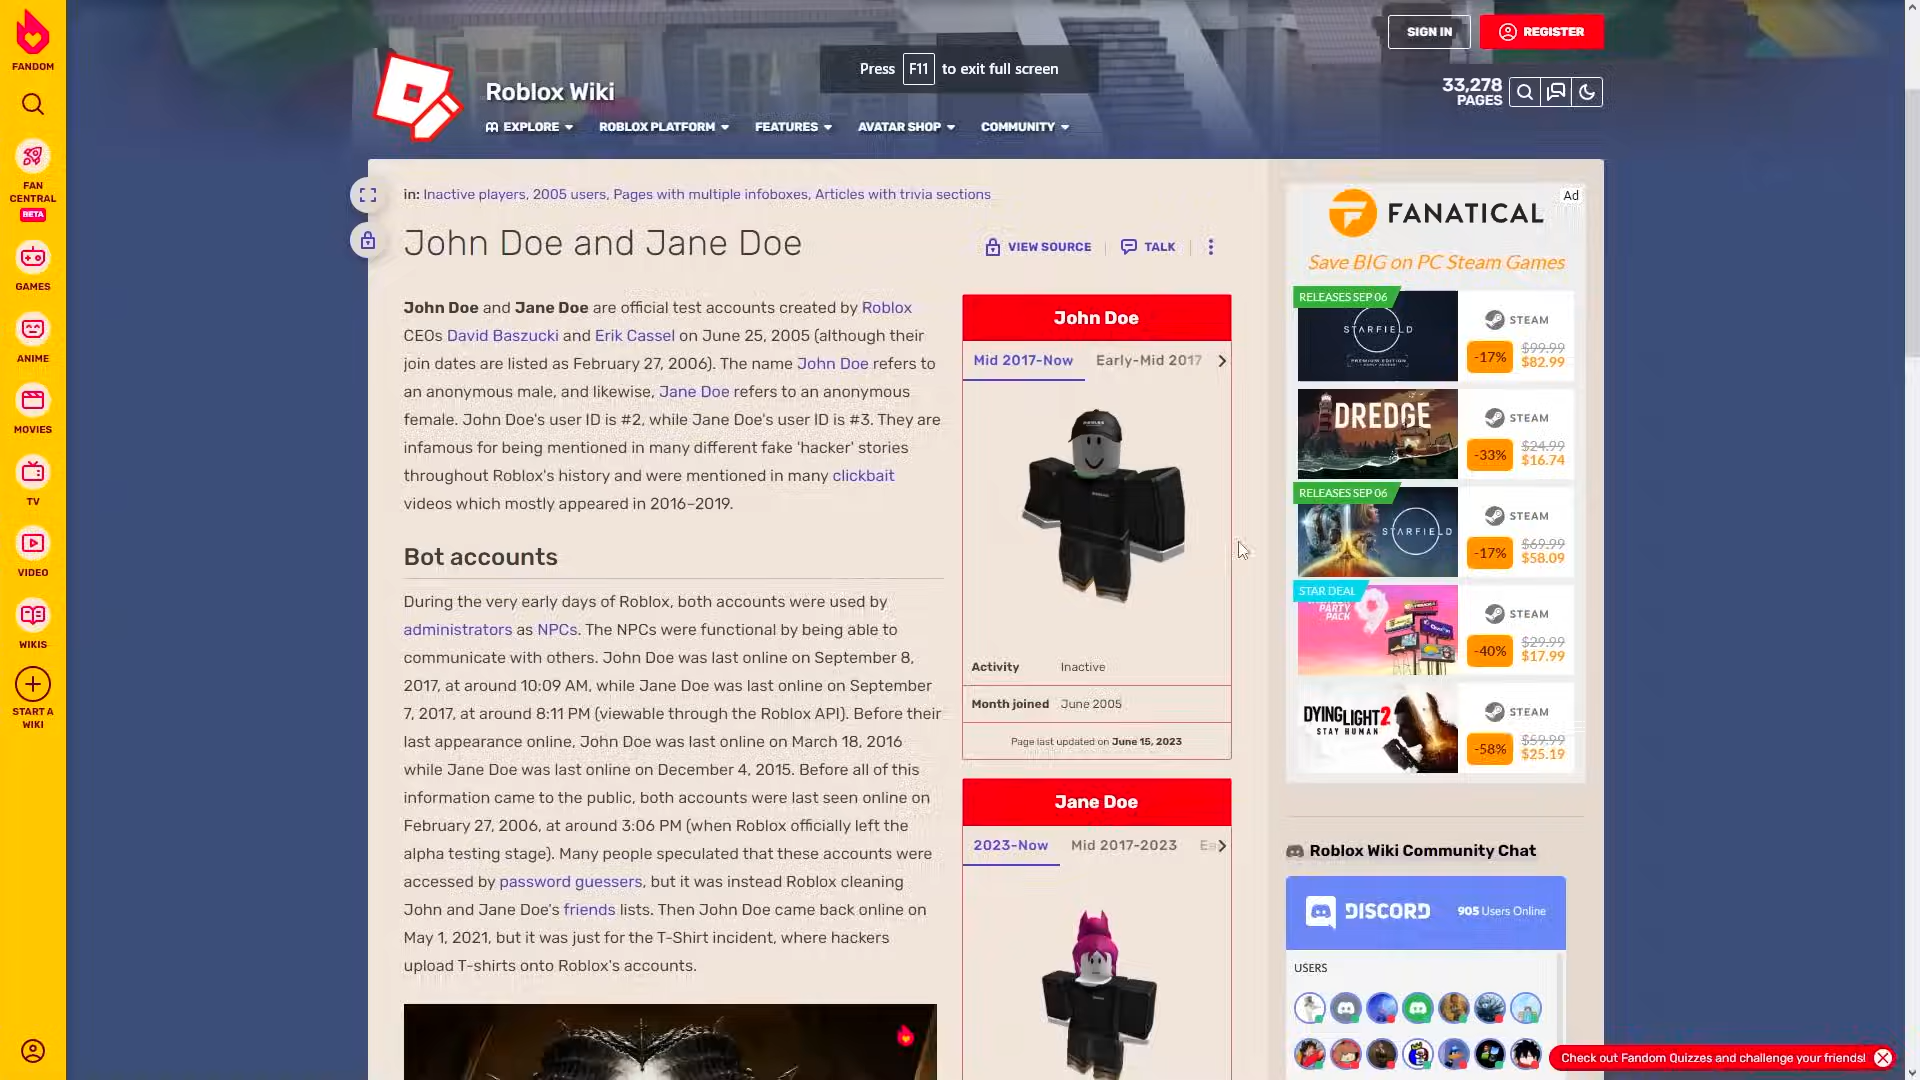 FANDOM
FAN
CENTRAL
BETA
GAMES
ANIME
MOVIES
TV
VIDEO
WIKIS
START A
WIKI
SIGN IN
REGISTER
Press F11 to exit full screen
Roblox Wiki
33,278
PAGES
EXPLORE
ROBLOX PLATFORM
FEATURES
AVATAR SHOP
COMMUNITY
in: Inactive players, 2005 users, Pages with multiple infoboxes, Articles with trivia sections
John Doe and Jane Doe
VIEW SOURCE
TALK
John Doe and Jane Doe are official test accounts created by Roblox
CEOs David Baszucki and Erik Cassel on June 25, 2005 (although their
join dates are listed as February 27, 2006). The name John Doe refers to
an anonymous male, and likewise, Jane Doe refers to an anonymous
female. John Doe's user ID is #2, while Jane Doe's user ID is #3. They are
infamous for being mentioned in many different fake 'hacker' stories
throughout Roblox's history and were mentioned in many clickbait
videos which mostly appeared in 2016–2019.
Bot accounts
During the very early days of Roblox, both accounts were used by
administrators as NPCs. The NPCs were functional by being able to
communicate with others. John Doe was last online on September 8,
2017, at around 10:09 AM, while Jane Doe was last online on September
7, 2017, at around 8:11 PM (viewable through the Roblox API). Before their
last appearance online, John Doe was last online on March 18, 2016
while Jane Doe was last online on December 4, 2015. Before all of this
information came to the public, both accounts were last seen online on
February 27, 2006, at around 3:06 PM (when Roblox officially left the
alpha testing stage). Many people speculated that these accounts were
accessed by password guessers, but it was instead Roblox cleaning
John and Jane Doe's friends lists. Then John Doe came back online on
May 1, 2021, but it was just for the T-Shirt incident, where hackers
upload T-shirts onto Roblox's accounts.
John Doe
Mid 2017-Now
Early-Mid 2017
Activity
Inactive
Month joined
June 2005
Page last updated on June 15, 2023
Jane Doe
2023-Now
Mid 2017-2023
Ea
Ad
FANATICAL
Save BIG on PC Steam Games
RELEASES SEP 06
STARFIELD
STEAM
-17%
$99.99
$82.99
DREDGE
STEAM
-33%
$24.99
$16.74
RELEASES SEP 06
STARFIELD
STEAM
-17%
$69.99
$58.09
STAR DEAL
PARTY
PACK
9
STEAM
-40%
$29.99
$17.99
DYING LIGHT 2
STAY HUMAN
STEAM
-58%
$59.99
$25.19
Roblox Wiki Community Chat
DISCORD
905 Users Online
USERS
Check out Fandom Quizzes and challenge your friends!